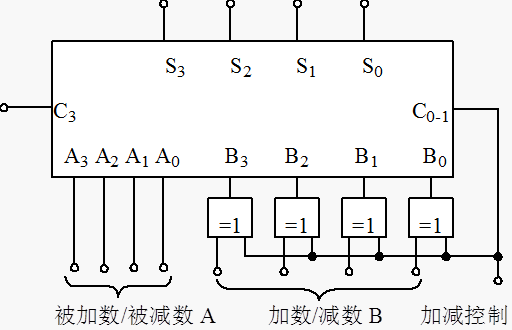 S₃ S₂ S₁ S₀
C₃ C₀₋₁
A₃ A₂ A₁ A₀ B₃ B₂ B₁ B₀
=1 =1 =1 =1
被加数/被减数 A 加数/减数 B 加减控制